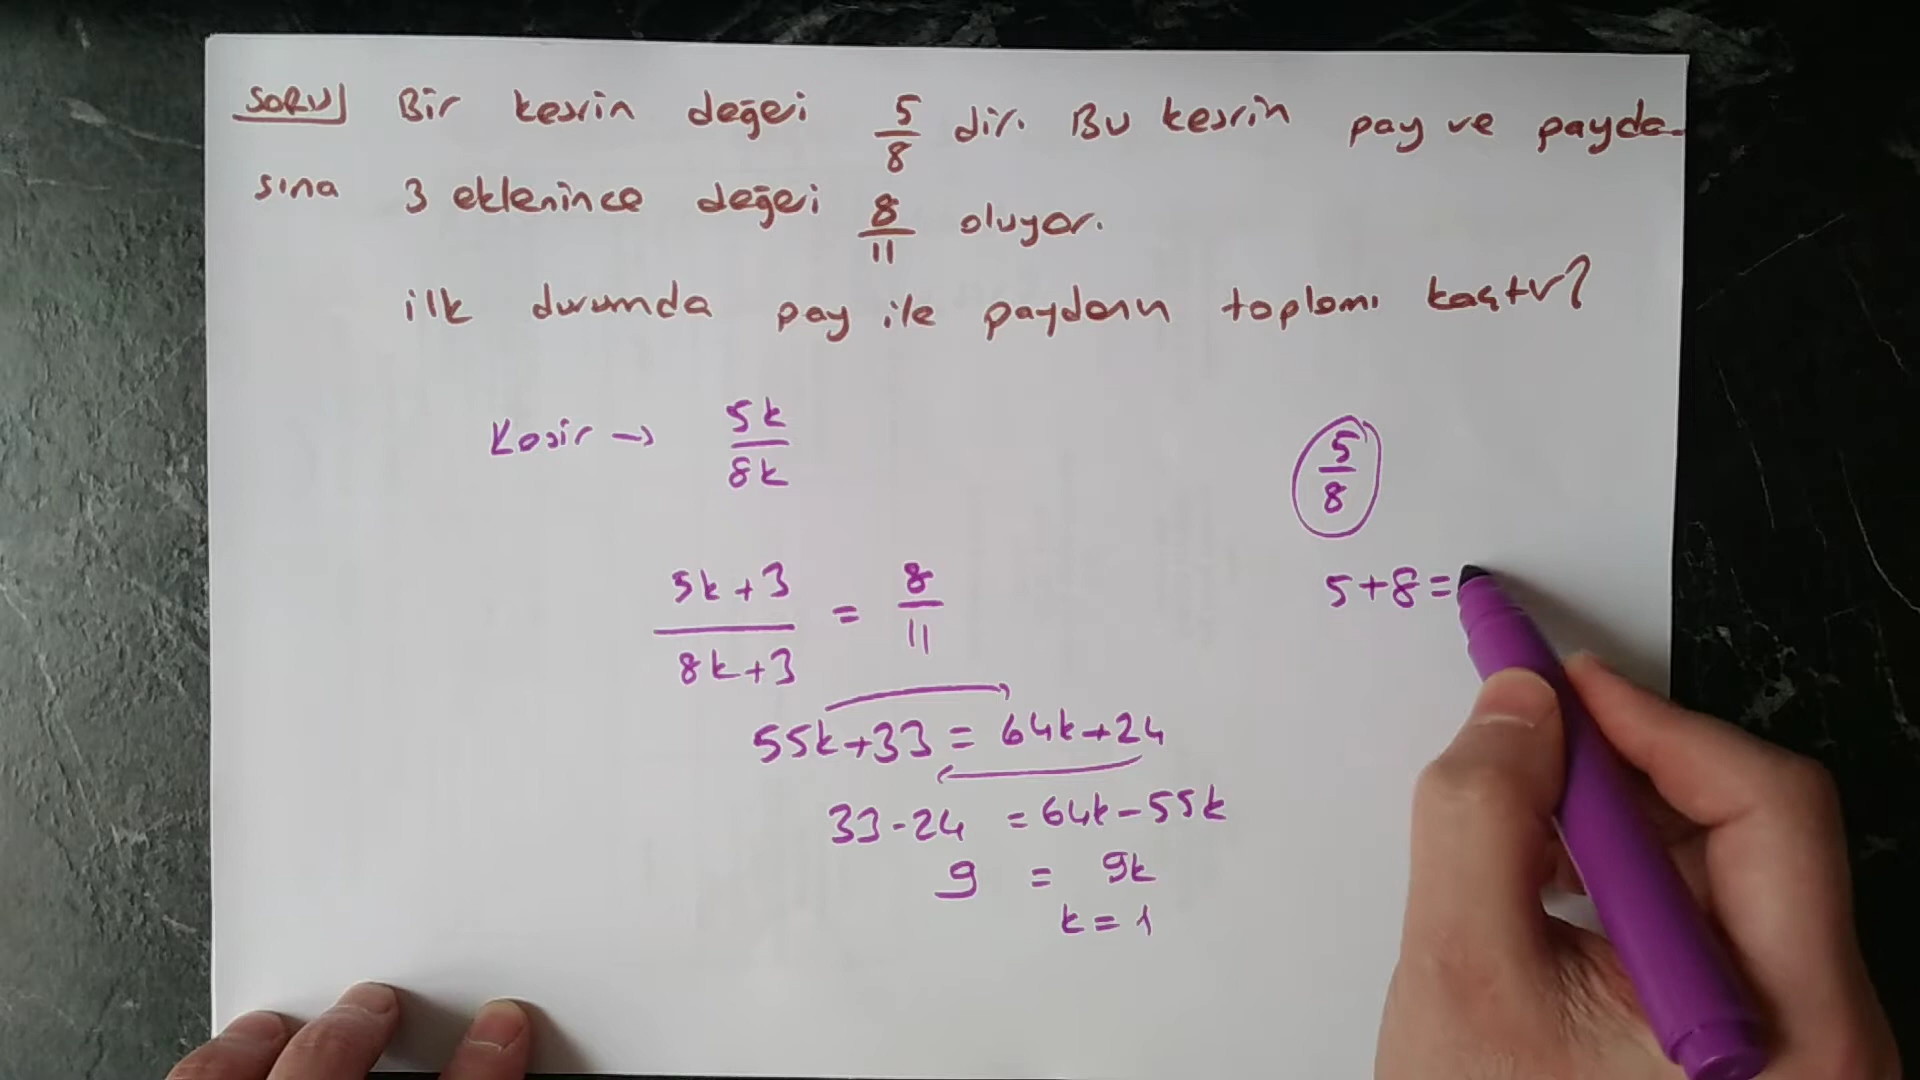 SORU Bir kesrin değeri 5/8 dir. Bu kesrin pay ve payda-
sına 3 eklenince değeri 8/11 oluyor.
ilk durumda pay ile paydanın toplamı kaçtır?
Kesir → 5k/8k
5/8
5k+3/8k+3 = 8/11
5+8=
55k+33 = 64k+24
33-24 = 64k-55k
9 = 9k
k = 1